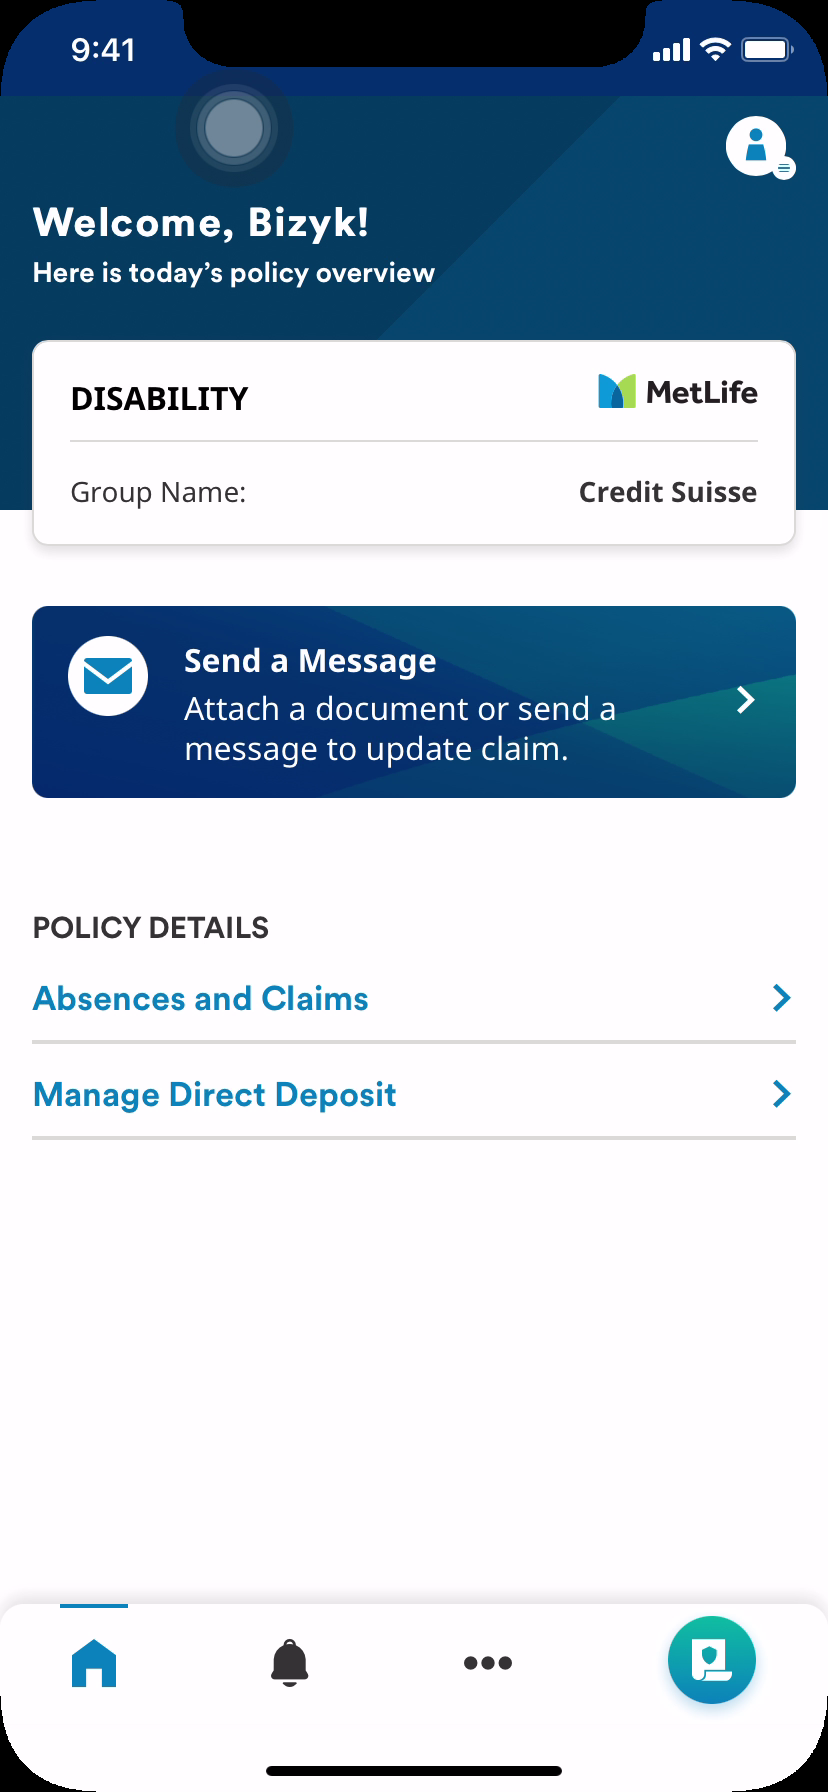 9:41
Welcome, Bizyk!
Here is today’s policy overview
DISABILITY
MetLife
Group Name:
Credit Suisse
Send a Message
Attach a document or send a
message to update claim.
POLICY DETAILS
Absences and Claims
Manage Direct Deposit